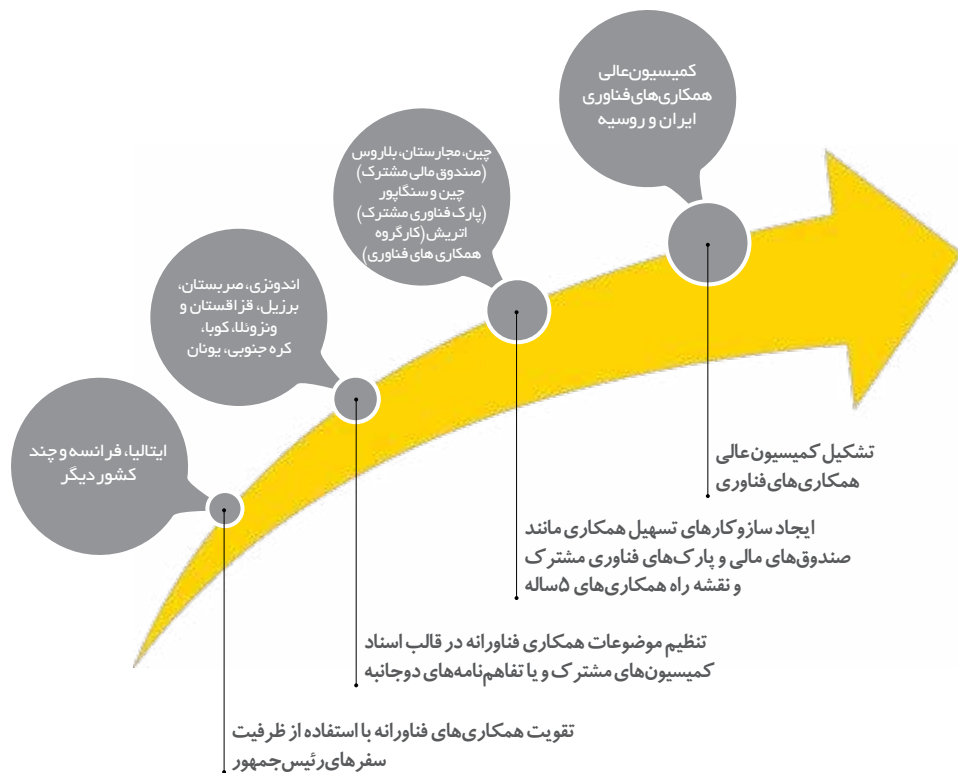 کمیسیون‌عالی
همکاری‌های‌فناوری
ایران و روسیه
چین، مجارستان، بلاروس
(صندوق مالی مشترک)
چین و سنگاپور
(پارک فناوری مشترک)
اتریش(کارگروه
همکاری های فناوری)
اندونزی، صربستان،
برزیل، قزاقستان و
ونزوئلا، کوبا،
کره جنوبی، یونان
ایتالیا، فرانسه و چند
کشور دیگر
تشکیل کمیسیون عالی
همکاری‌های فناوری
ایجاد سازوکارهای تسهیل همکاری مانند
صندوق‌های مالی و پارک‌های فناوری مشترک
و نقشه راه همکاری‌های ۵ساله
تنظیم موضوعات همکاری فناورانه در قالب اسناد
کمیسیون‌های مشترک و یا تفاهم‌نامه‌های دوجانبه
تقویت همکاری‌های فناورانه با استفاده از ظرفیت
سفرهای رئیس‌جمهور